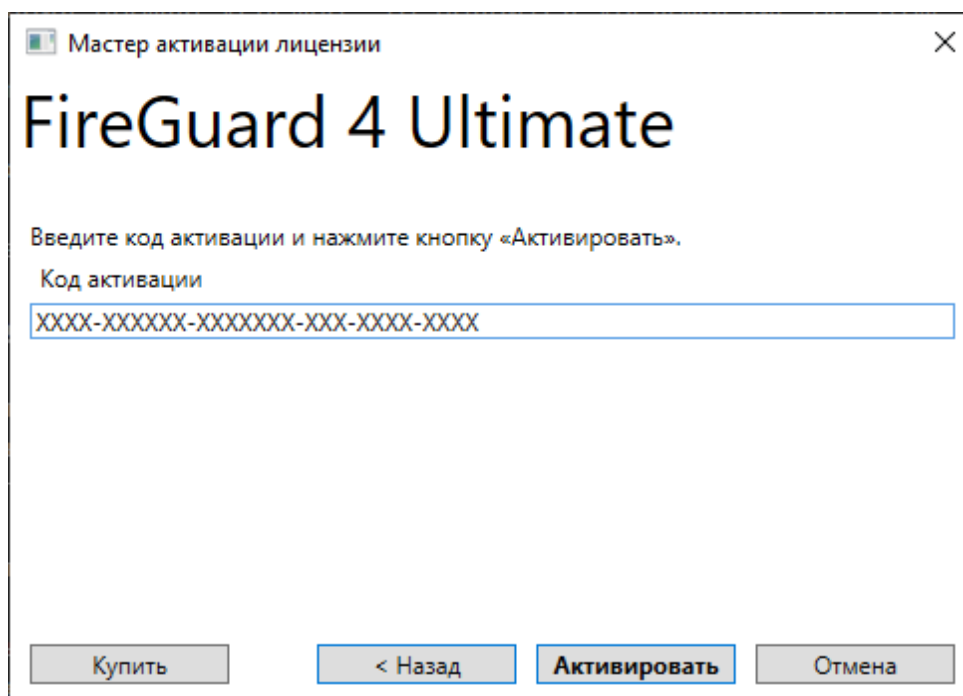 Мастер активации лицензии
FireGuard 4 Ultimate
Введите код активации и нажмите кнопку «Активировать».
Код активации
XXXX-XXXXXX-XXXXXXX-XXX-XXXX-XXXX
Купить < Назад Активировать Отмена